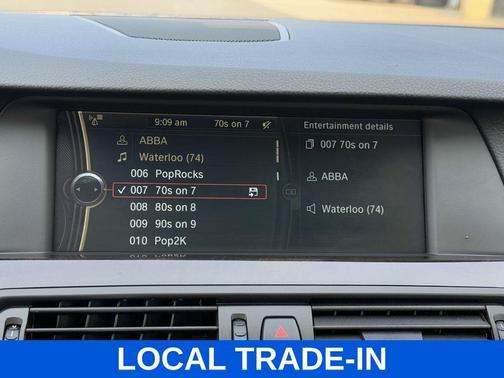 9:09 am 70s on 7
ABBA
Waterloo (74)
006 PopRocks
007 70s on 7
008 80s on 8
009 90s on 9
010 Pop2K
Entertainment details
007 70s on 7
ABBA
Waterloo (74)
LOCAL TRADE-IN